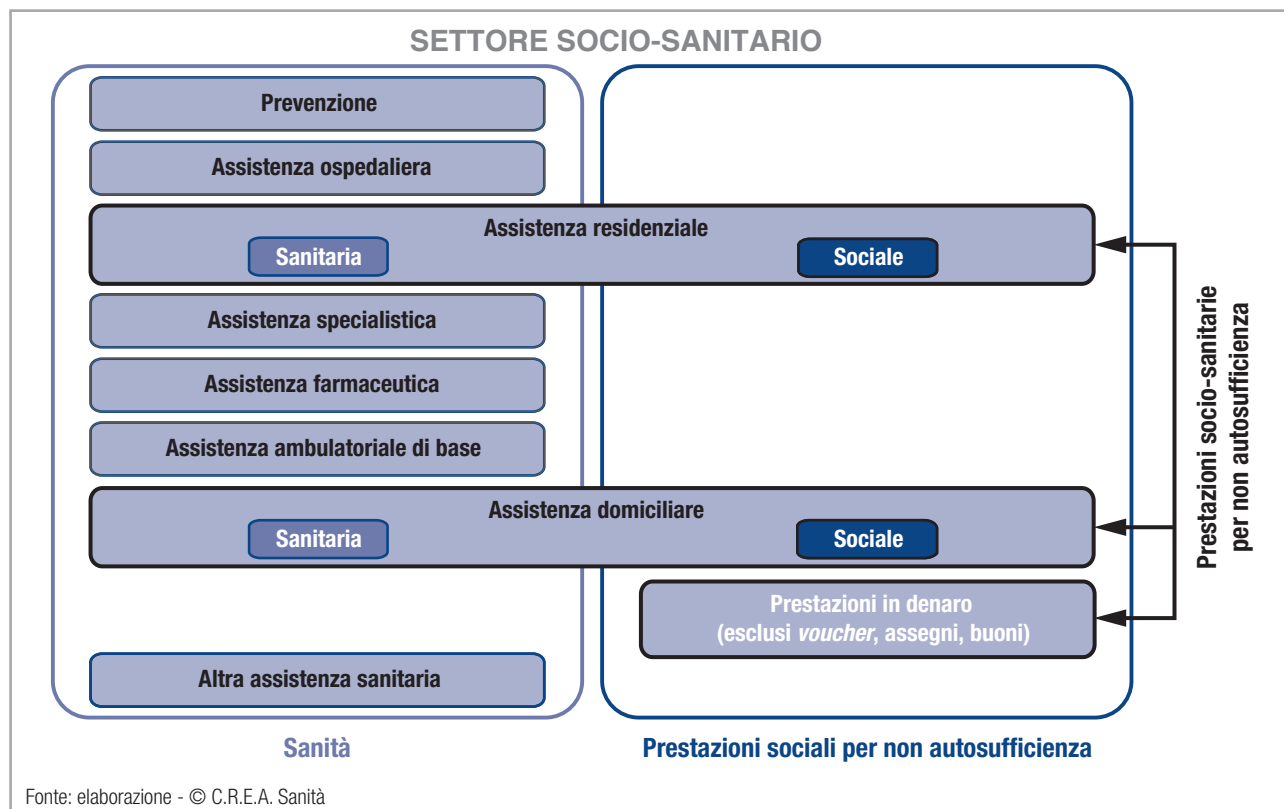 SETTORE SOCIO-SANITARIO
Prevenzione
Assistenza ospedaliera
Assistenza residenziale
Sanitaria
Sociale
Assistenza specialistica
Assistenza farmaceutica
Assistenza ambulatoriale di base
Assistenza domiciliare
Sanitaria
Sociale
Prestazioni in denaro
(esclusi voucher, assegni, buoni)
Altra assistenza sanitaria
Prestazioni socio-sanitarie
per non autosufficienza
Sanità
Prestazioni sociali per non autosufficienza
Fonte: elaborazione - © C.R.E.A. Sanità